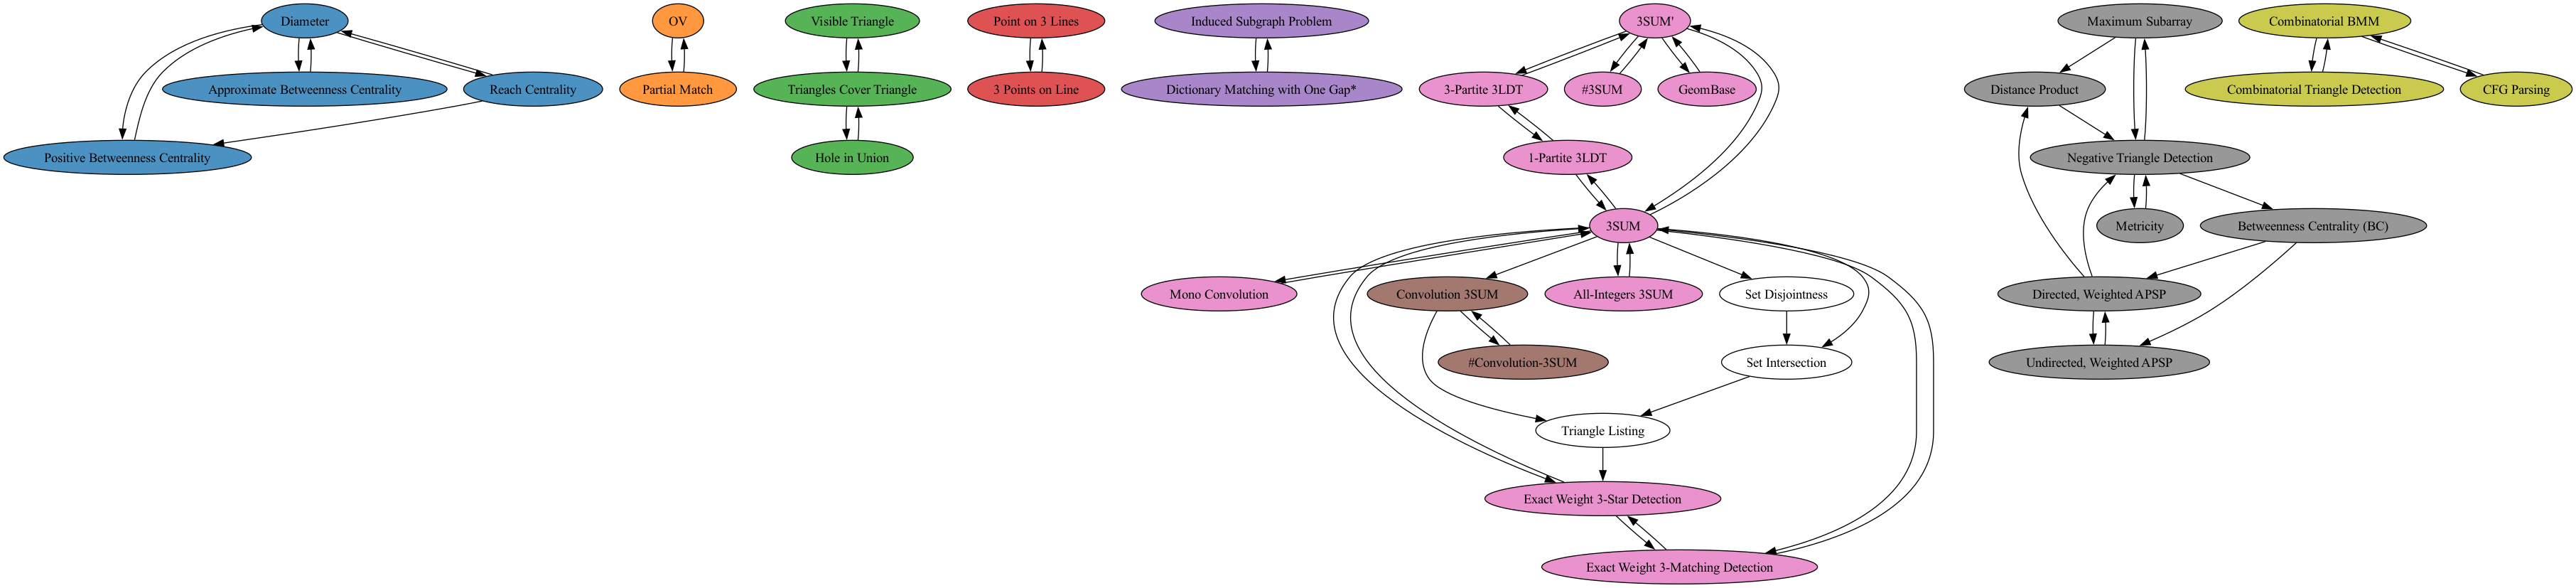 Diameter
OV
Visible Triangle
Point on 3 Lines
Induced Subgraph Problem
3SUM'
Maximum Subarray
Combinatorial BMM
Approximate Betweenness Centrality
Reach Centrality
Partial Match
Triangles Cover Triangle
3 Points on Line
Dictionary Matching with One Gap*
3-Partite 3LDT
#3SUM
GeomBase
Distance Product
Combinatorial Triangle Detection
CFG Parsing
Positive Betweenness Centrality
Hole in Union
1-Partite 3LDT
Negative Triangle Detection
3SUM
Metricity
Betweenness Centrality (BC)
Mono Convolution
Convolution 3SUM
All-Integers 3SUM
Set Disjointness
Directed, Weighted APSP
#Convolution-3SUM
Set Intersection
Undirected, Weighted APSP
Triangle Listing
Exact Weight 3-Star Detection
Exact Weight 3-Matching Detection